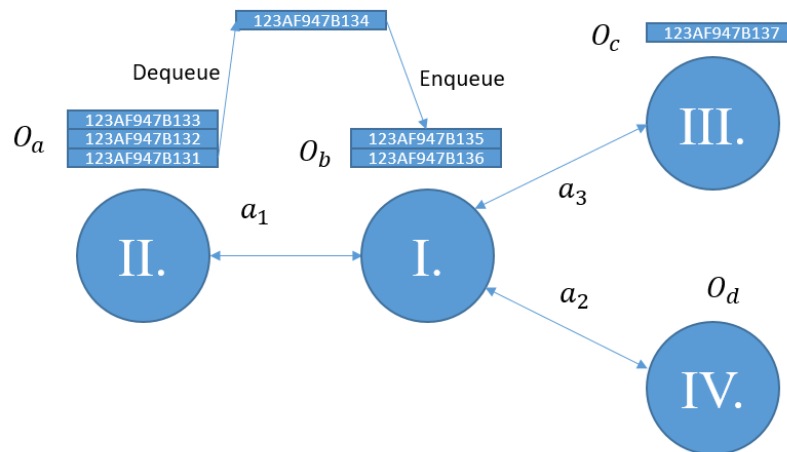 123AF947B134
Dequeue
Enqueue
O_a
123AF947B133
123AF947B132
123AF947B131
O_b
123AF947B135
123AF947B136
O_c
123AF947B137
II.
a_1
I.
a_3
III.
a_2
O_d
IV.